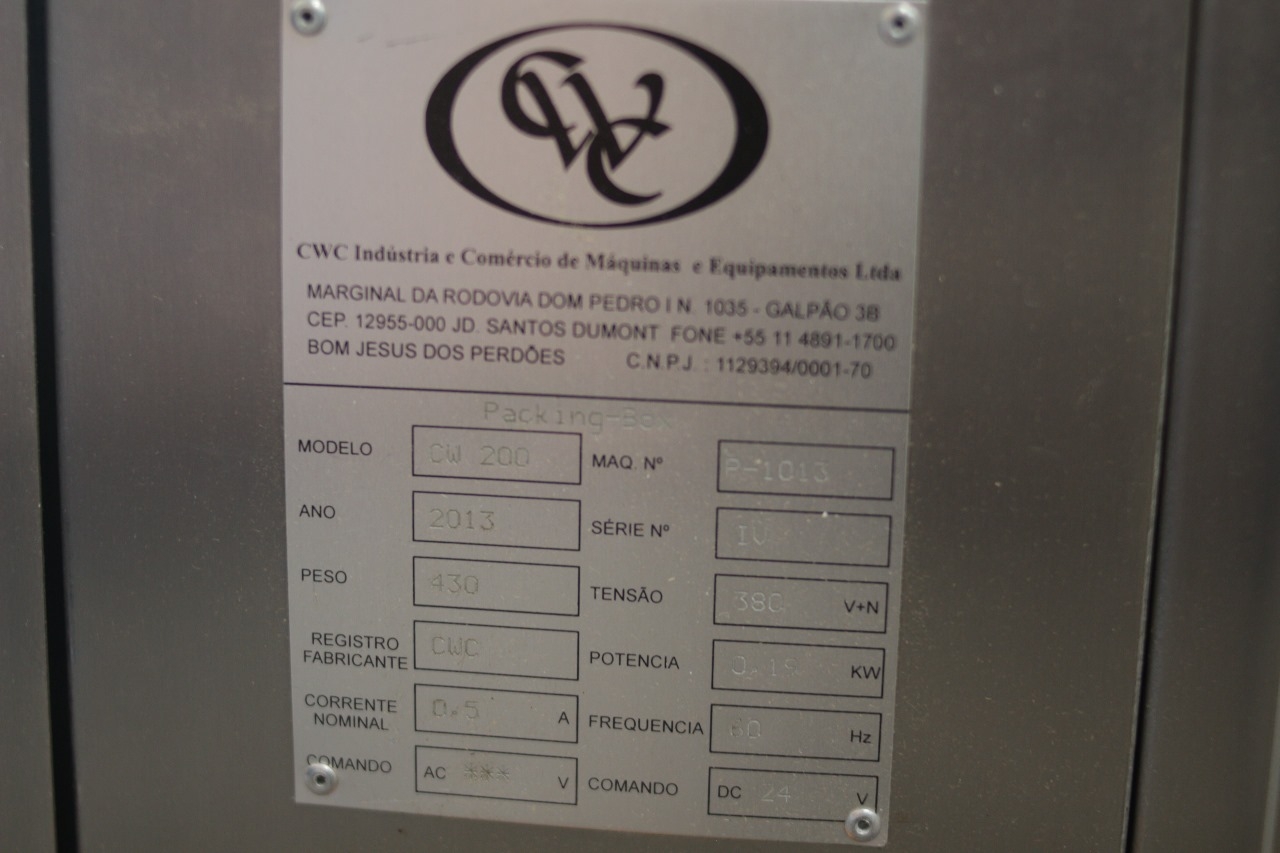 CWC
CWC Indústria e Comércio de Máquinas e Equipamentos Ltda
MARGINAL DA RODOVIA DOM PEDRO I N. 1035 - GALPÃO 3B
CEP. 12955-000 JD. SANTOS DUMONT FONE +55 11 4891-1700
BOM JESUS DOS PERDÕES C.N.P.J. : 1129394/0001-70
Packing-Box
MODELO CW 200 MAQ. Nº P-1013
ANO 2013 SÉRIE Nº IV
PESO 430 TENSÃO 380 V+N
REGISTRO FABRICANTE CWC POTENCIA KW
CORRENTE NOMINAL 0,5 A FREQUENCIA 60 Hz
COMANDO AC *** V COMANDO DC 24 V